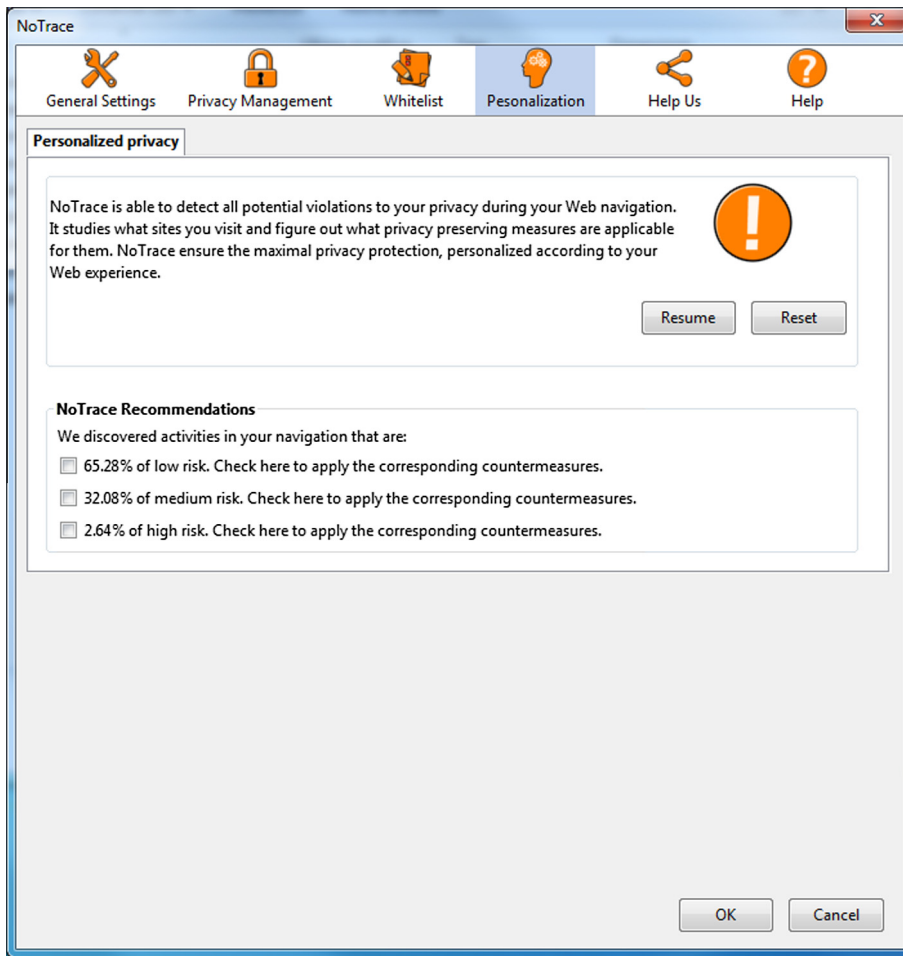 NoTrace
General Settings
Privacy Management
Whitelist
Pesonalization
Help Us
Help
Personalized privacy
NoTrace is able to detect all potential violations to your privacy during your Web navigation.
It studies what sites you visit and figure out what privacy preserving measures are applicable
for them. NoTrace ensure the maximal privacy protection, personalized according to your
Web experience.
Resume
Reset
NoTrace Recommendations
We discovered activities in your navigation that are:
65.28% of low risk. Check here to apply the corresponding countermeasures.
32.08% of medium risk. Check here to apply the corresponding countermeasures.
2.64% of high risk. Check here to apply the corresponding countermeasures.
OK
Cancel